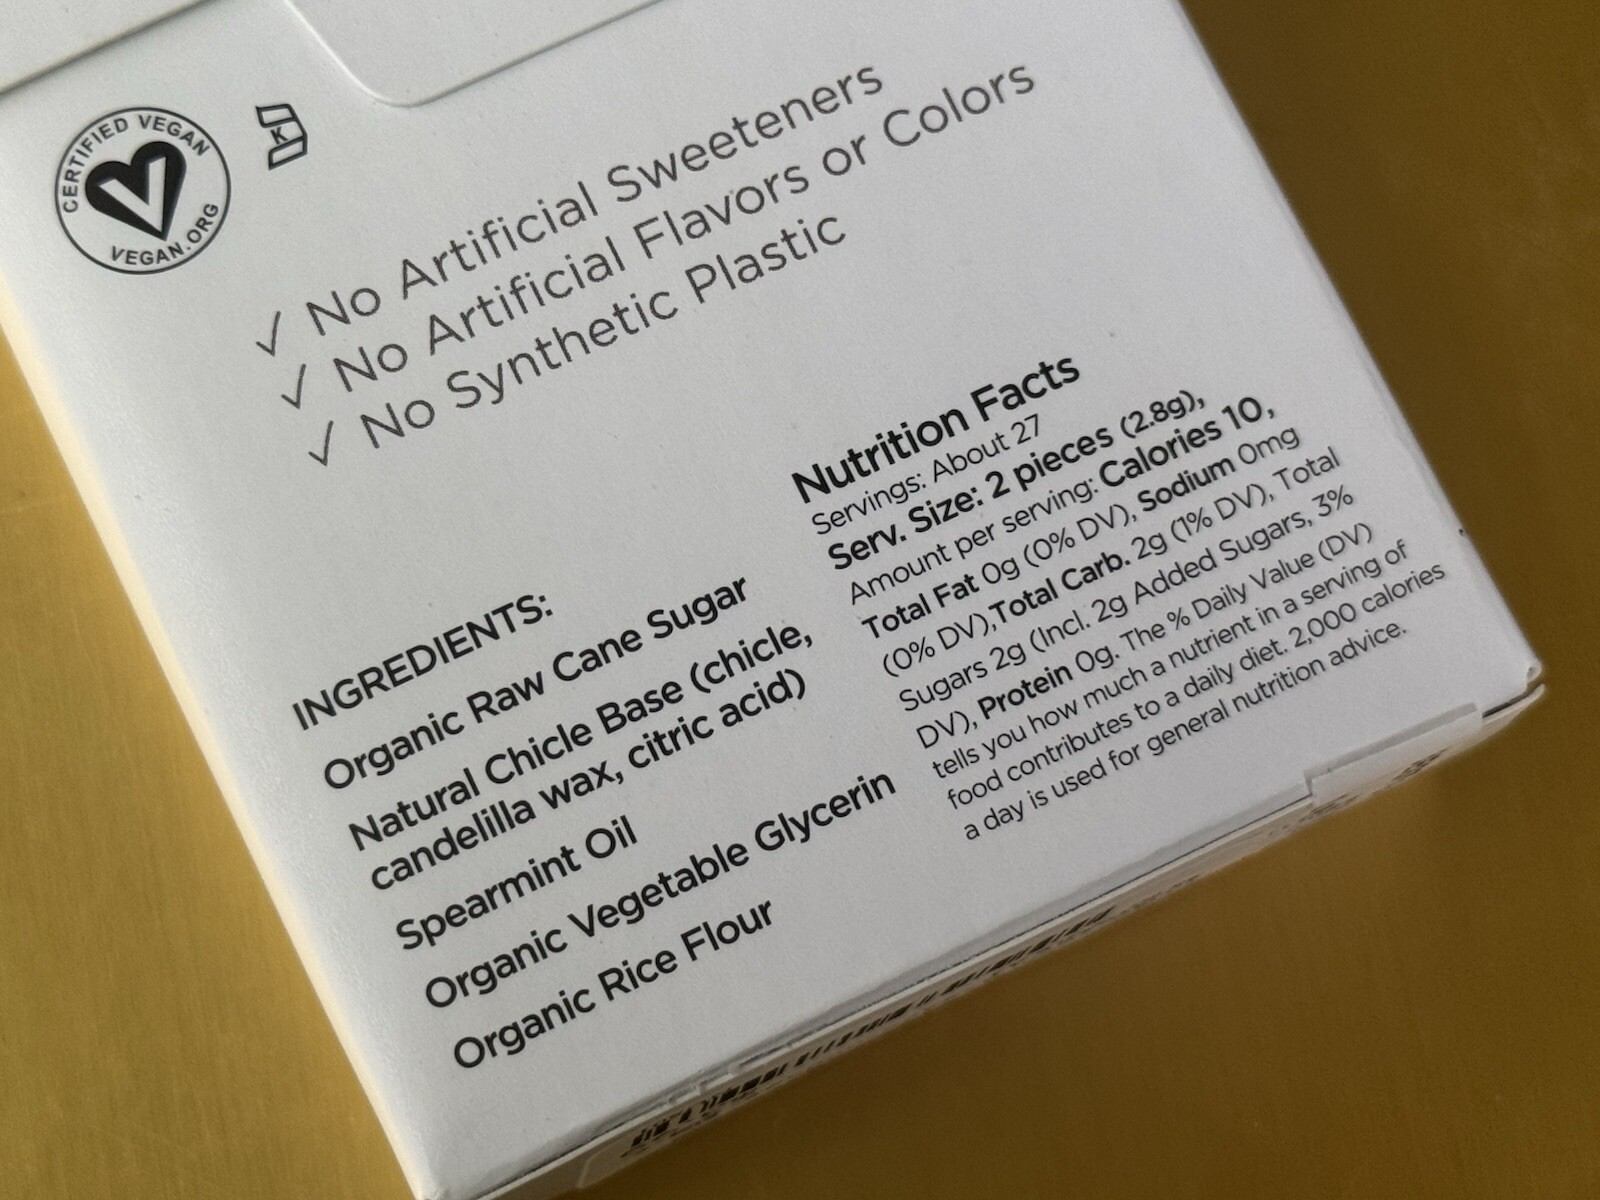 CERTIFIED VEGAN
VEGAN.ORG
K
✓ No Artificial Sweeteners
✓ No Artificial Flavors or Colors
✓ No Synthetic Plastic
INGREDIENTS:
Organic Raw Cane Sugar
Natural Chicle Base (chicle,
candelilla wax, citric acid)
Spearmint Oil
Organic Vegetable Glycerin
Organic Rice Flour
Nutrition Facts
Servings: About 27
Serv. Size: 2 pieces (2.8g),
Amount per serving: Calories 10,
Total Fat 0g (0% DV), Sodium 0mg
(0% DV), Total Carb. 2g (1% DV), Total
Sugars 2g (Incl. 2g Added Sugars, 3%
DV), Protein 0g. The % Daily Value (DV)
tells you how much a nutrient in a serving of
food contributes to a daily diet. 2,000 calories
a day is used for general nutrition advice.